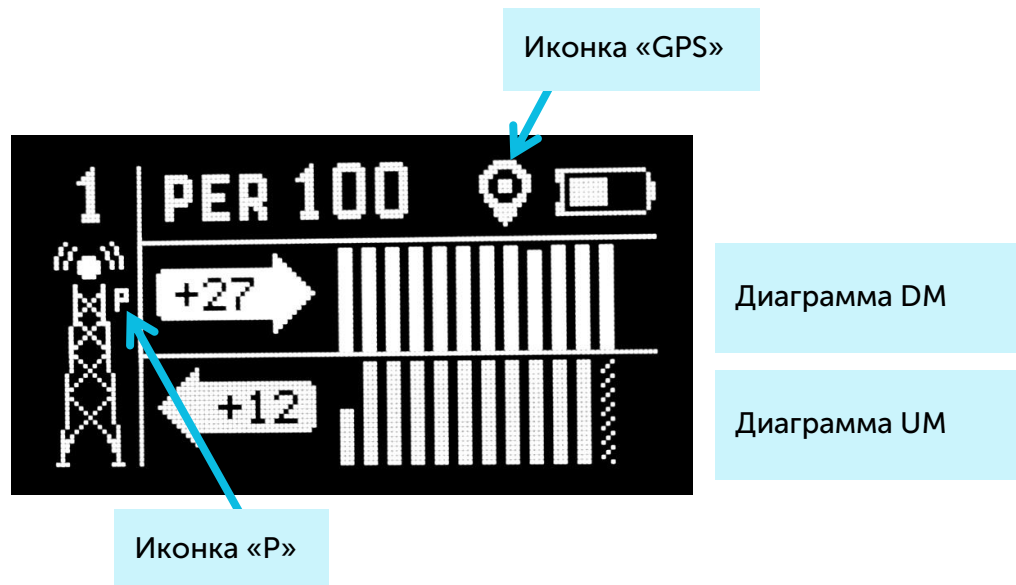 Иконка «GPS»
1 PER 100
P
+27
Диаграмма DM
+12
Диаграмма UM
Иконка «P»